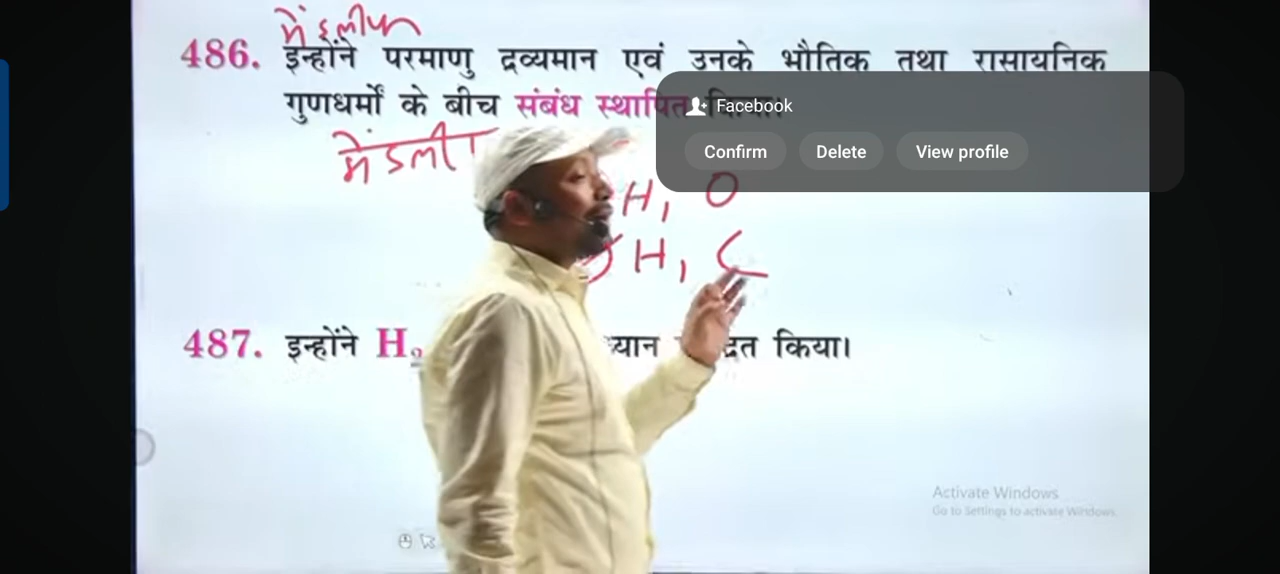 मेंडलीफ
486. इन्होंने परमाणु द्रव्यमान एवं उनके भौतिक तथा रासायनिक
गुणधर्मों के बीच संबंध स्थापित किया।
Facebook
Confirm Delete View profile
मेंडली
H, O
H, C
487. इन्होंने H₂ किया।
Activate Windows
Go to Settings to activate Windows.